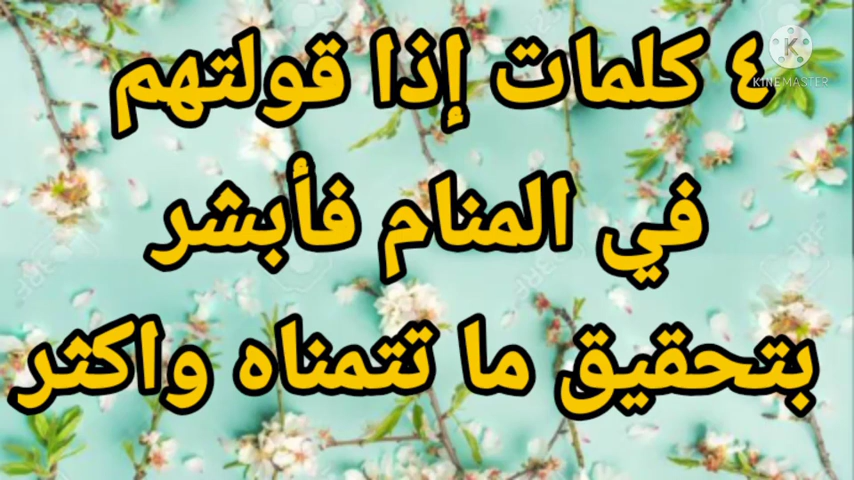 ٤ كلمات إذا قولتهم
في المنام فأبشر
بتحقيق ما تتمناه واكثر
KINEMASTER